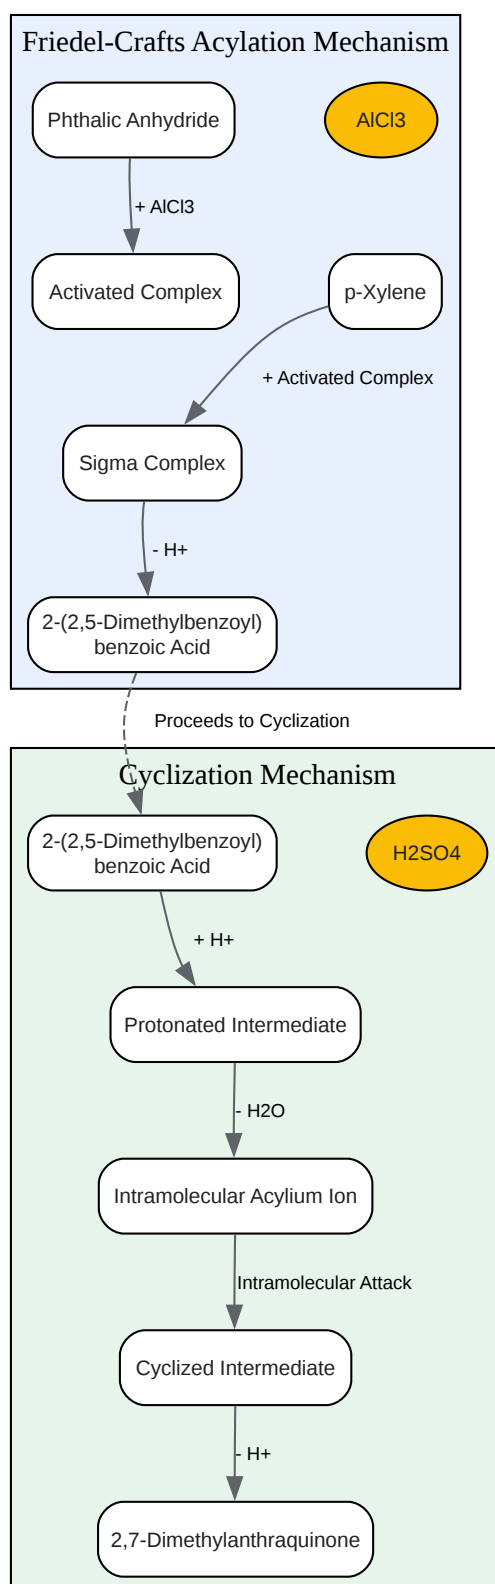 Friedel-Crafts Acylation Mechanism
Phthalic Anhydride
AlCl3
+ AlCl3
Activated Complex
p-Xylene
+ Activated Complex
Sigma Complex
- H+
2-(2,5-Dimethylbenzoyl)
benzoic Acid
Proceeds to Cyclization
Cyclization Mechanism
2-(2,5-Dimethylbenzoyl)
benzoic Acid
H2SO4
+ H+
Protonated Intermediate
- H2O
Intramolecular Acylium Ion
Intramolecular Attack
Cyclized Intermediate
- H+
2,7-Dimethylanthraquinone